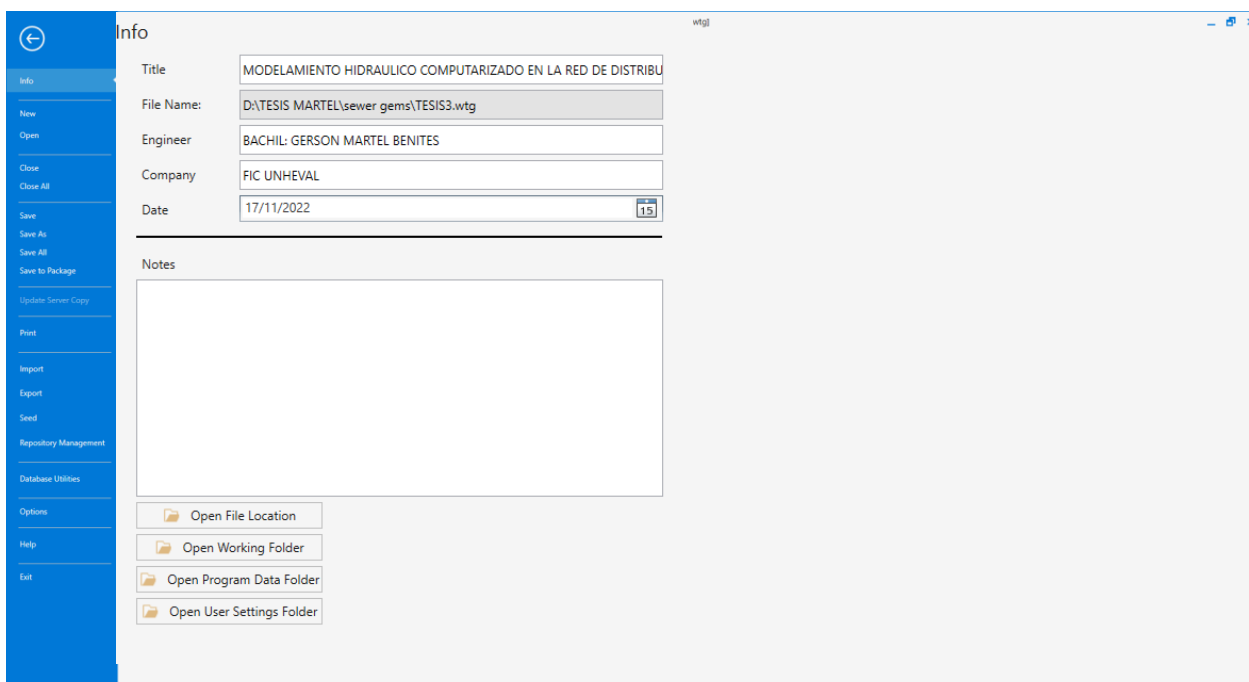 wtg]
Info
Info
New
Open
Close
Close All
Save
Save As
Save All
Save to Package
Update Server Copy
Print
Import
Export
Seed
Repository Management
Database Utilities
Options
Help
Exit
Title MODELAMIENTO HIDRAULICO COMPUTARIZADO EN LA RED DE DISTRIBU
File Name: D:\TESIS MARTEL\sewer gems\TESIS3.wtg
Engineer BACHIL: GERSON MARTEL BENITES
Company FIC UNHEVAL
Date 17/11/2022 15
Notes
Open File Location
Open Working Folder
Open Program Data Folder
Open User Settings Folder